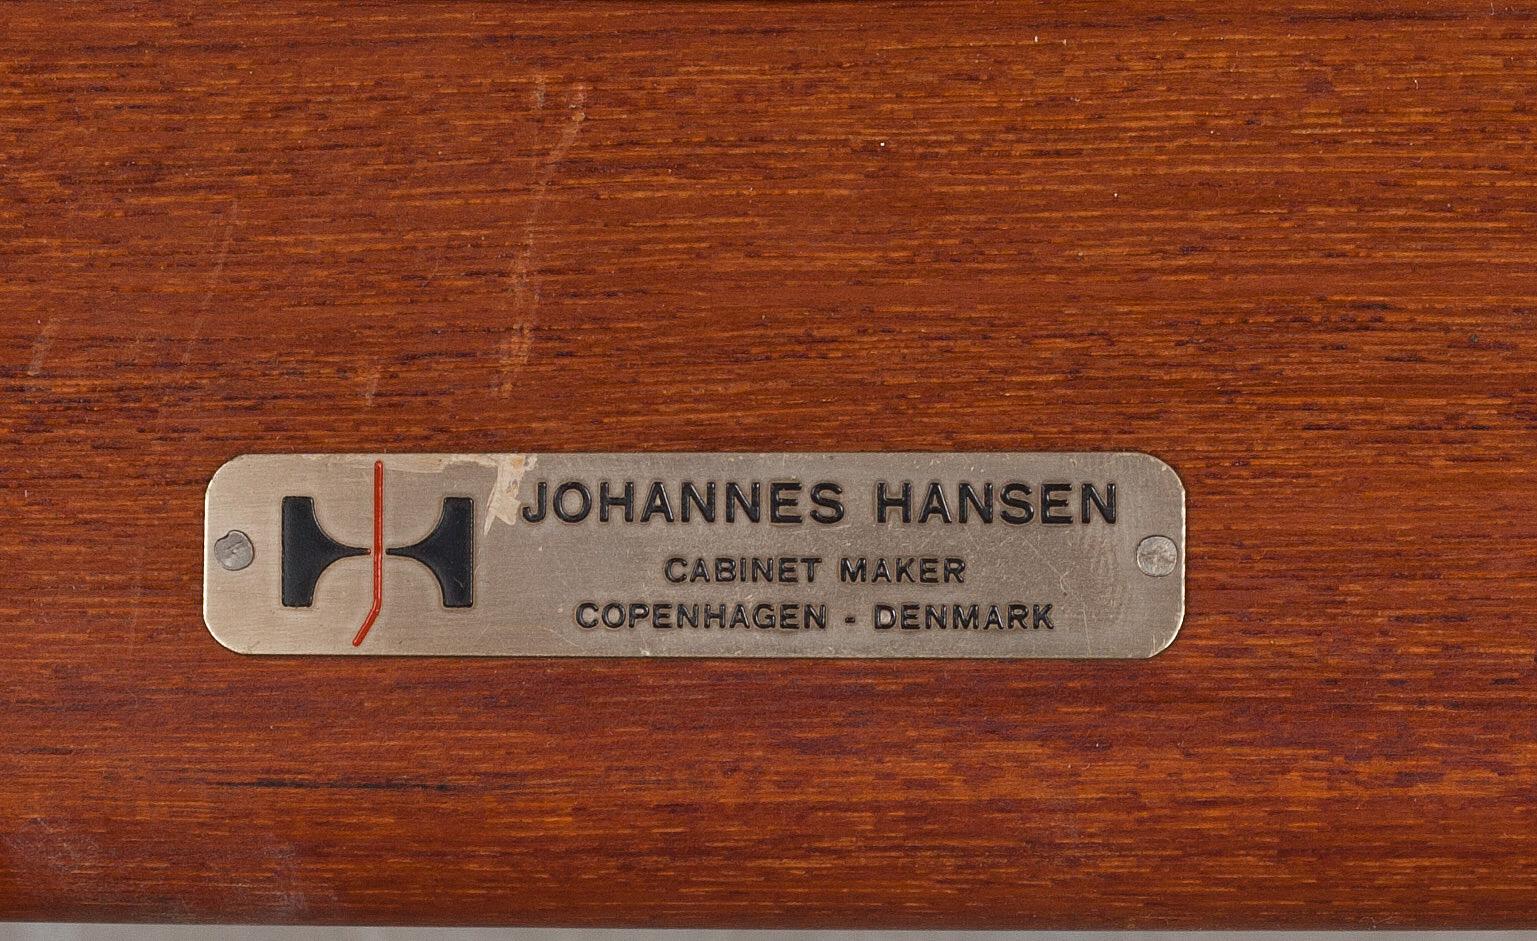 JOHANNES HANSEN
CABINET MAKER
COPENHAGEN - DENMARK